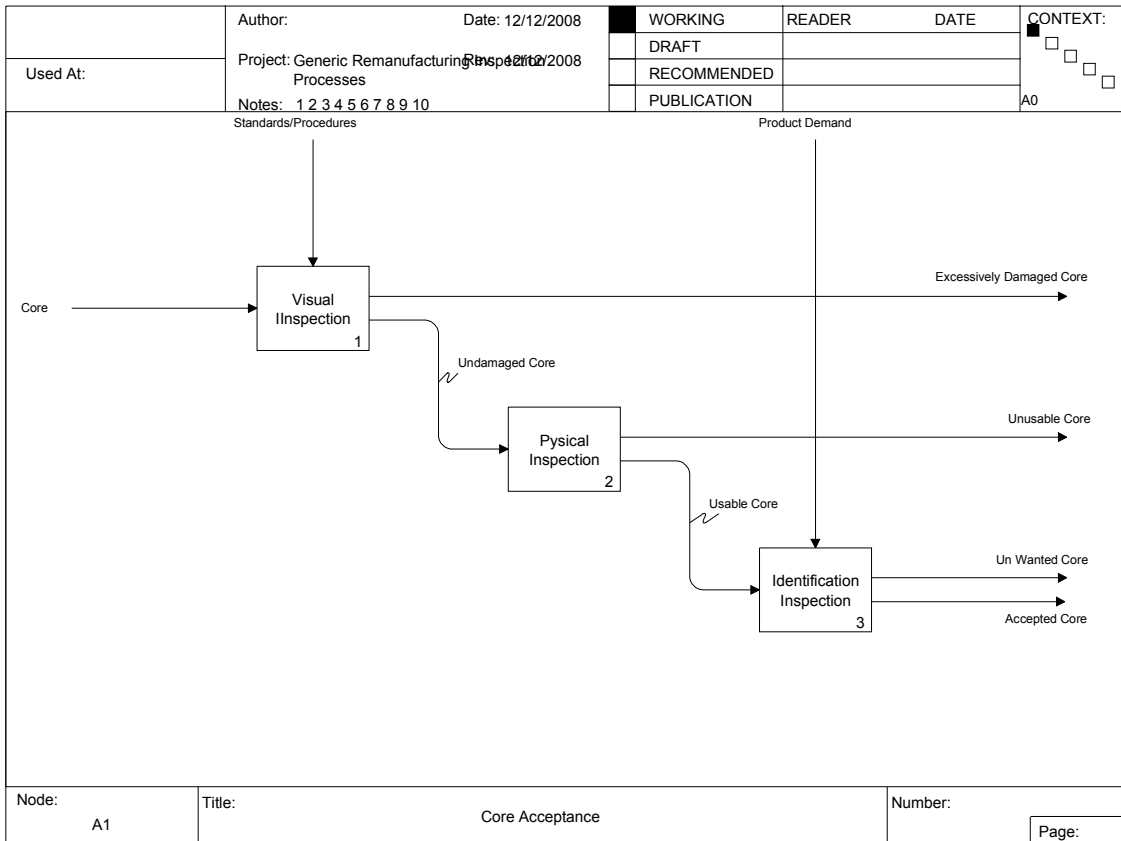 Used At:
Author:
Date: 12/12/2008
Project: Generic Remanufacturing Inspection
Processes
Rev: 12/12/2008
Notes: 1 2 3 4 5 6 7 8 9 10
WORKING
DRAFT
RECOMMENDED
PUBLICATION
READER DATE
CONTEXT:
A0
Standards/Procedures
Product Demand
Core
Visual
IInspection
1
Excessively Damaged Core
Undamaged Core
Pysical
Inspection
2
Unusable Core
Usable Core
Identification
Inspection
3
Un Wanted Core
Accepted Core
Node:
A1
Title:
Core Acceptance
Number:
Page: